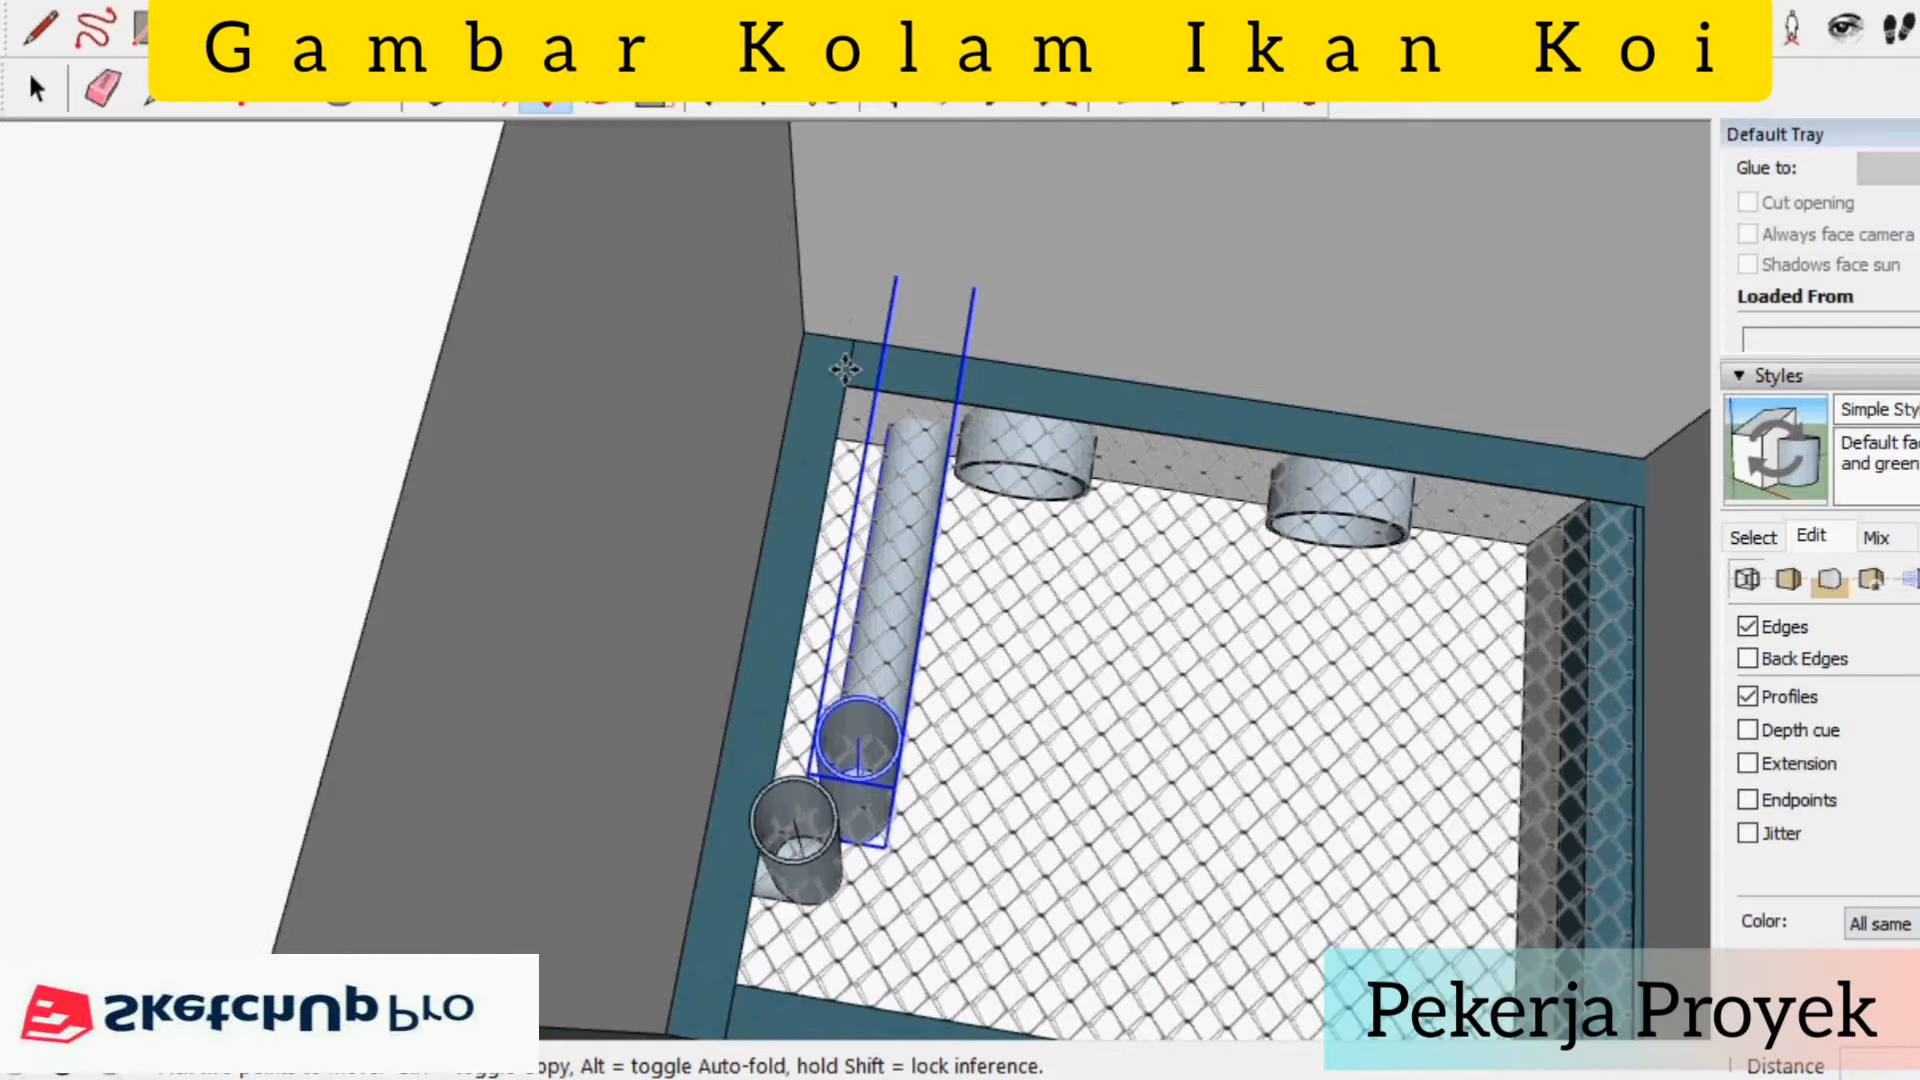 Gambar Kolam Ikan Koi
Default Tray
Glue to:
Cut opening
Always face camera
Shadows face sun
Loaded From
Styles
Simple Sty
Default fac
and green
Select
Edit
Mix
Edges
Back Edges
Profiles
Depth cue
Extension
Endpoints
Jitter
Color:
All same
SketchUp Pro
Pekerja Proyek
opy, Alt = toggle Auto-fold, hold Shift = lock inference.
Distance